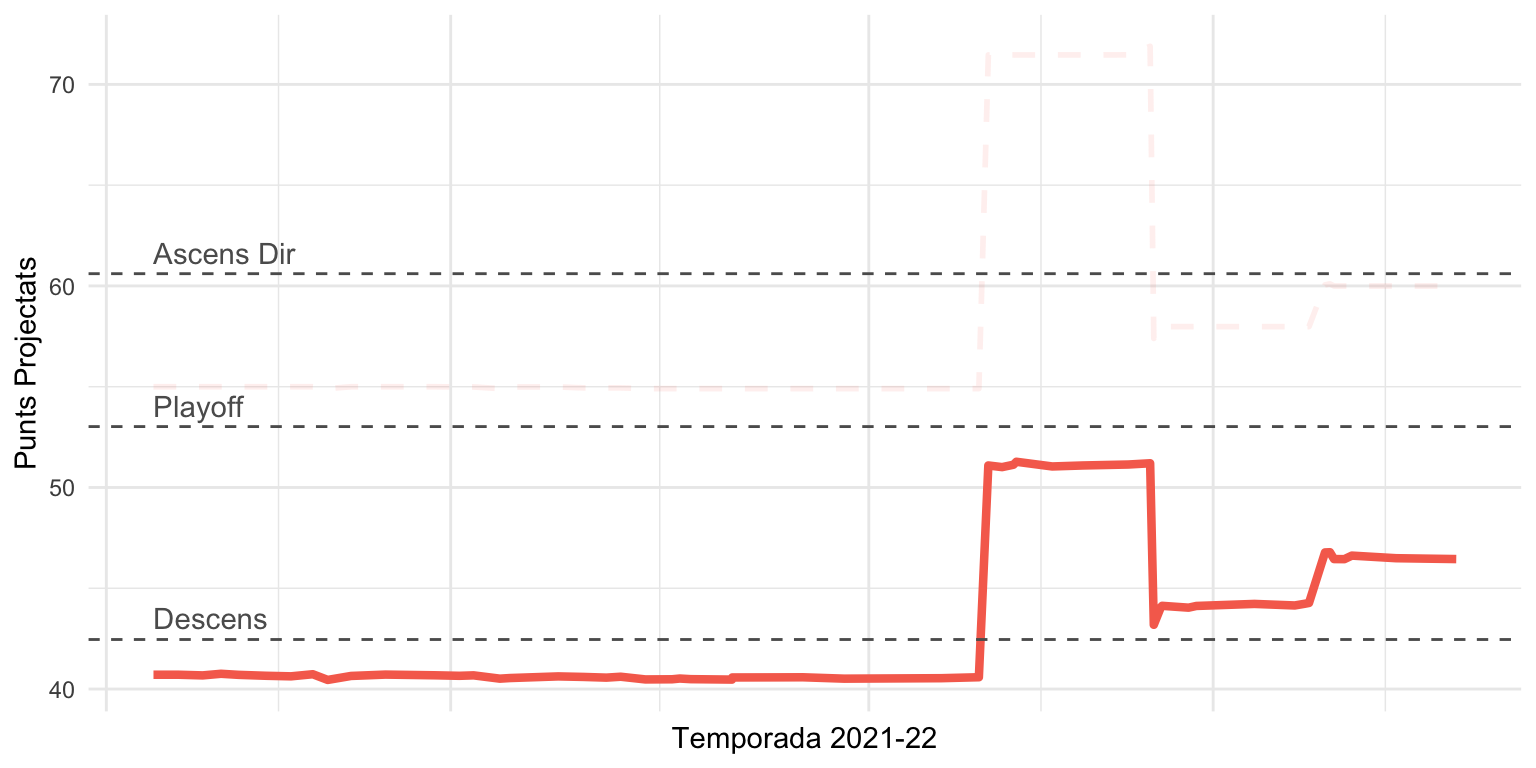 70
Ascens Dir
60
Playoff
50
Descens
40
Punts Projectats
Temporada 2021-22